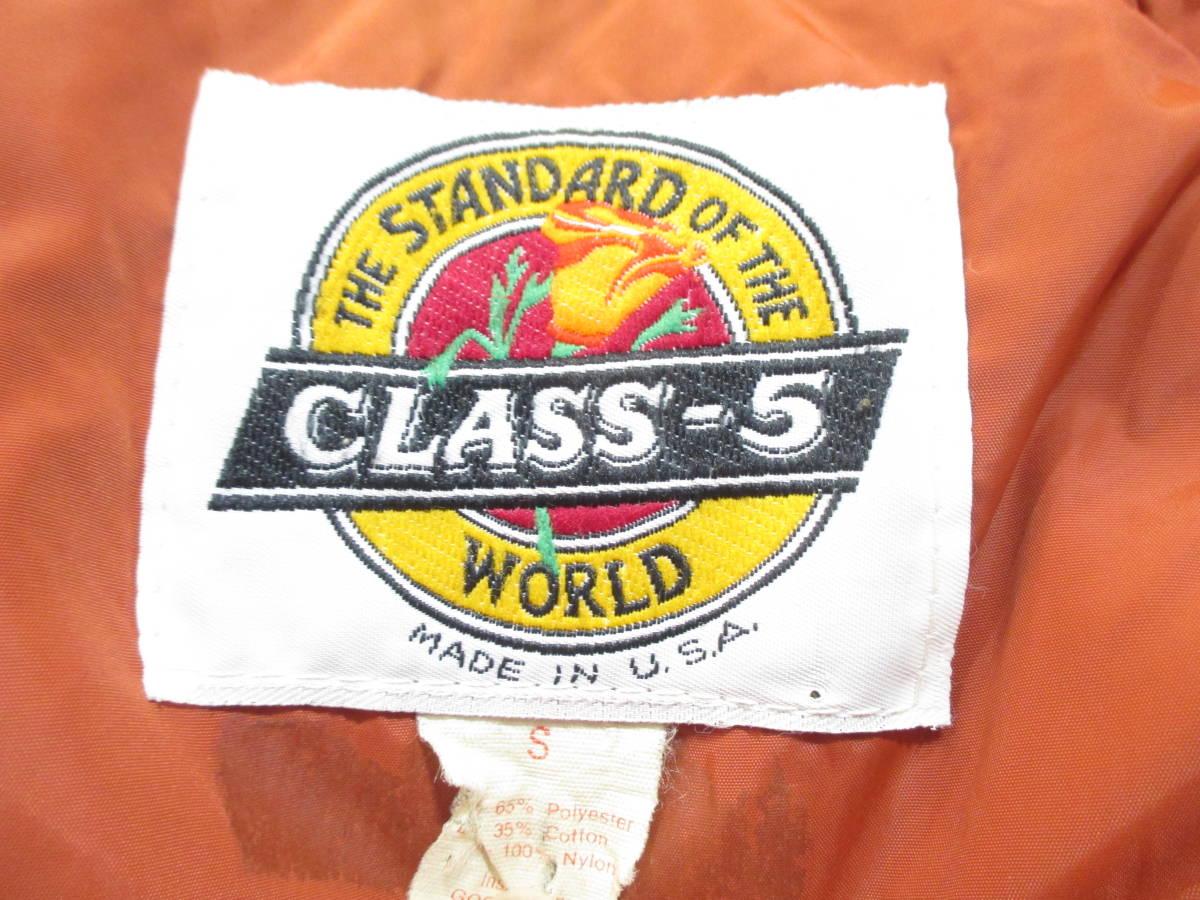 THE STANDARD OF THE
CLASS-5
WORLD
MADE IN U.S.A.
S
65% Polyester
35% Cotton
100% Nylon